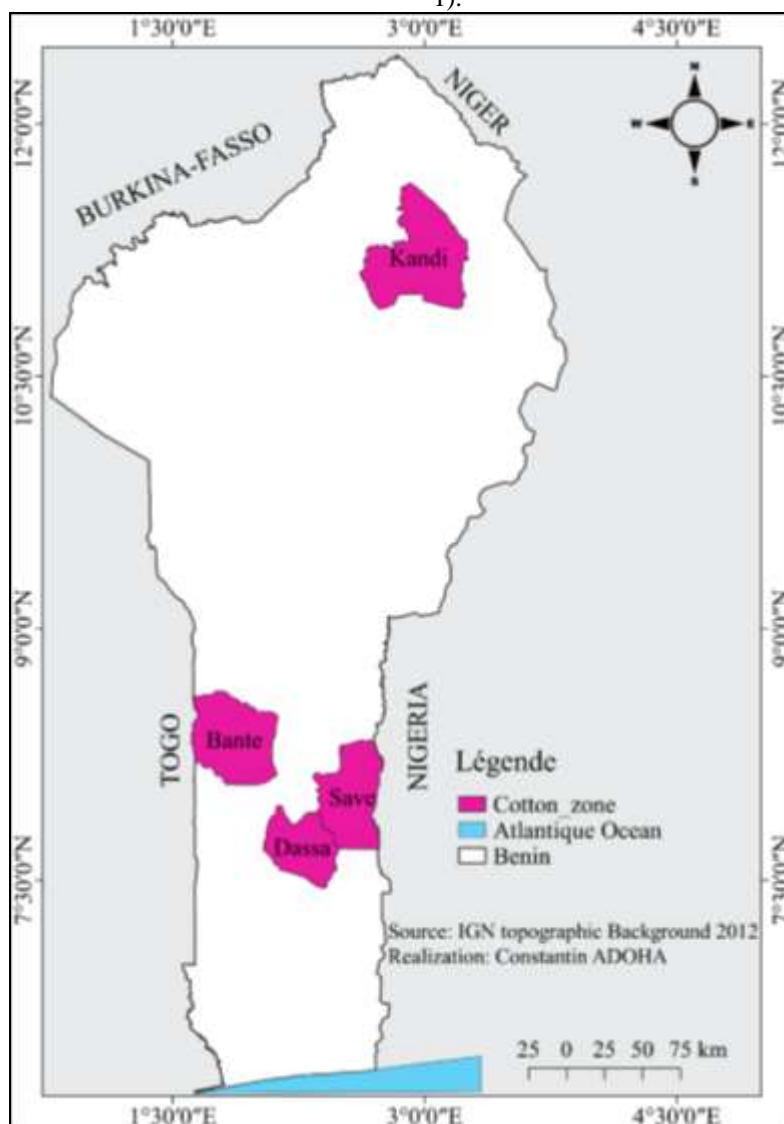 1).
1°30'0"E 3°0'0"E 4°30'0"E
N
W E
S
12°0'0"N
12°0'0"N
NIGER
BURKINA-FASSO
Kandi
10°30'0"N
10°30'0"N
9°0'0"N
9°0'0"N
TOGO
Bante
NIGERIA
Save
Dassa
Légende
Cotton_zone
Atlantique Ocean
Benin
7°30'0"N
7°30'0"N
Source: IGN topographic Background 2012
Realization: Constantin ADOHA
25 0 25 50 75 km
1°30'0"E 3°0'0"E 4°30'0"E